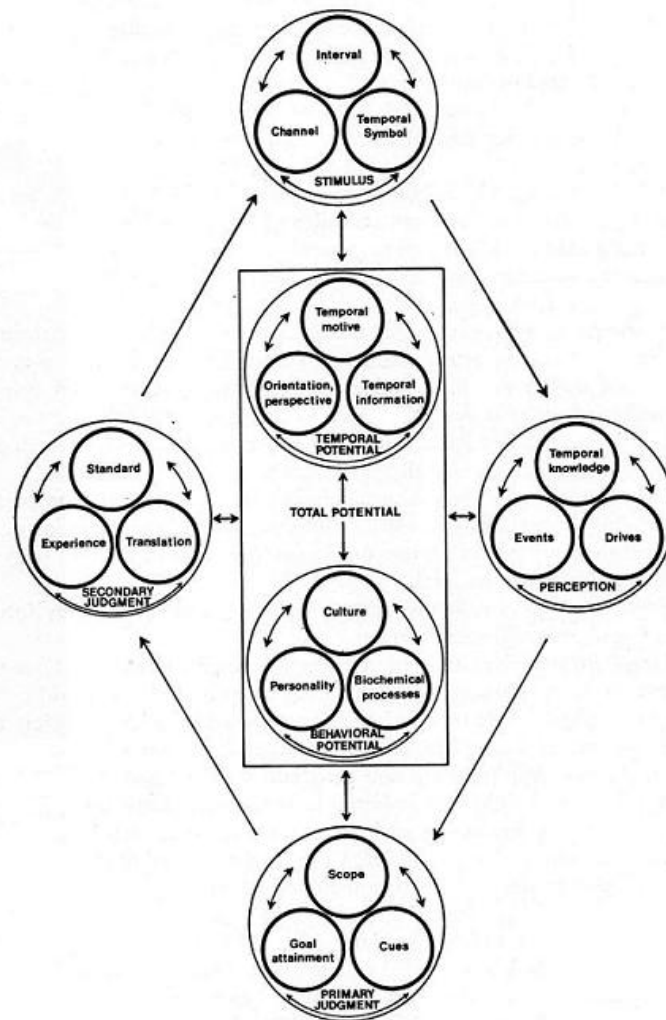 Interval
Channel
Temporal
Symbol
STIMULUS
Temporal
motive
Orientation,
perspective
Temporal
information
TEMPORAL
POTENTIAL
Standard
Experience
Translation
SECONDARY
JUDGMENT
TOTAL POTENTIAL
Temporal
knowledge
Events
Drives
PERCEPTION
Culture
Personality
Biochemical
processes
BEHAVIORAL
POTENTIAL
Scope
Goal
attainment
Cues
PRIMARY
JUDGMENT